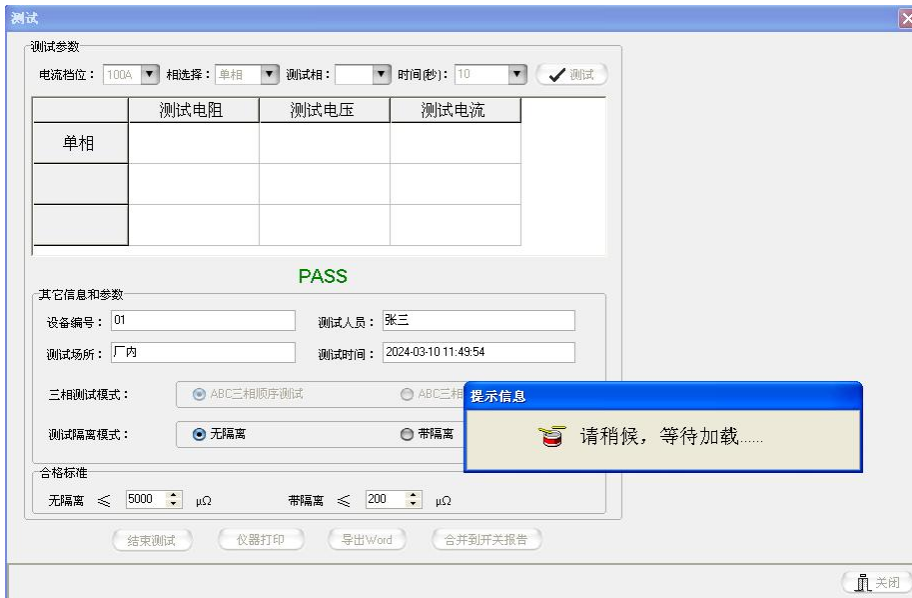 测试
测试参数
电流档位： 100A 相选择： 单相 测试相： 时间(秒)： 10 测试
测试电阻 测试电压 测试电流
单相
PASS
其它信息和参数
设备编号： 01 测试人员： 张三
测试场所： 厂内 测试时间： 2024-03-10 11:49:54
三相测试模式： ABC三相顺序测试 ABC三相
提示信息
请稍候，等待加载......
测试隔离模式： 无隔离 带隔离
合格标准
无隔离 ≤ 5000 μΩ 带隔离 ≤ 200 μΩ
结束测试 仪器打印 导出Word 合并到开关报告
关闭